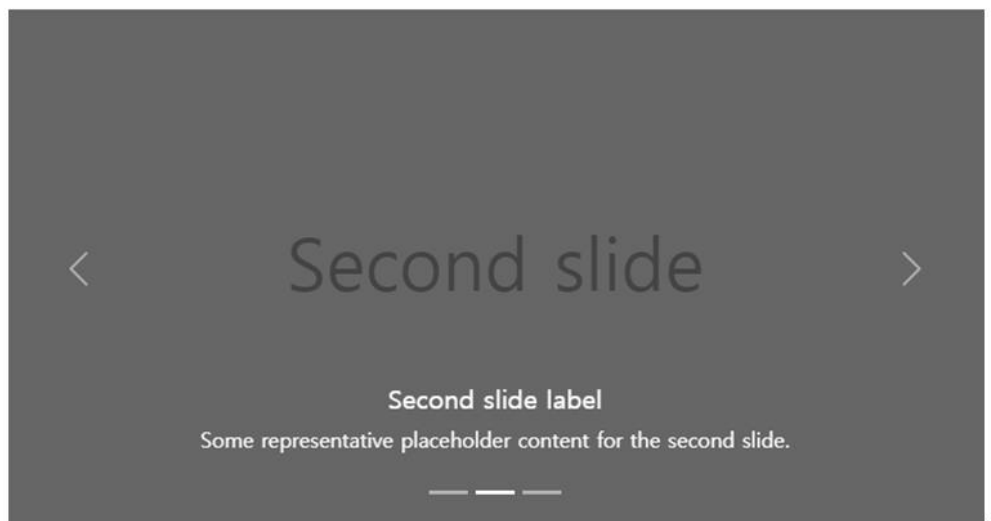 Second slide
Second slide label
Some representative placeholder content for the second slide.